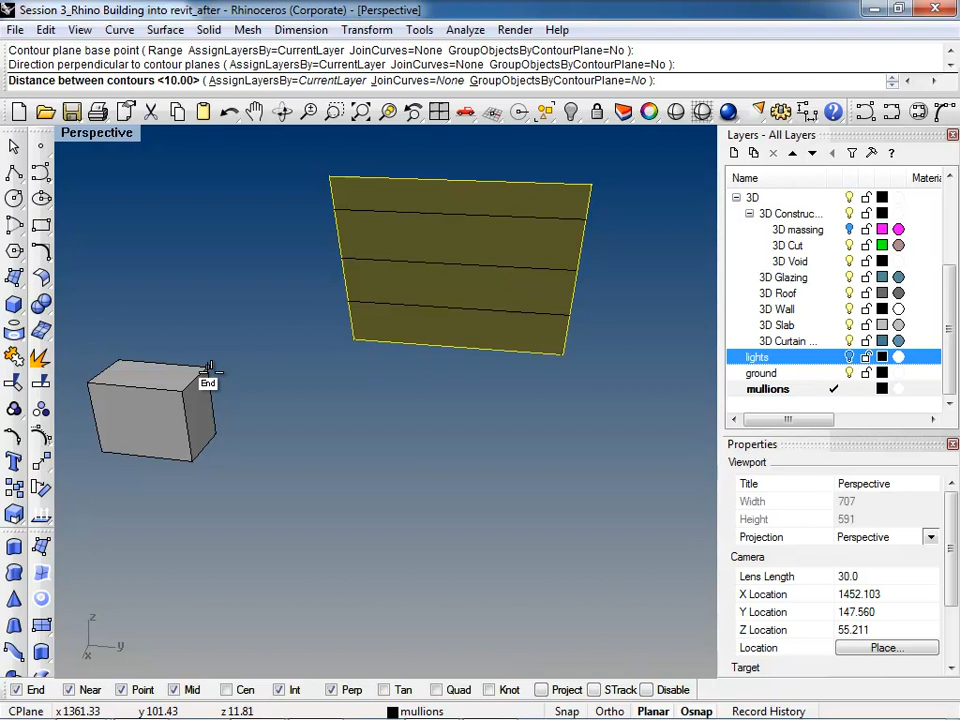 Session 3_Rhino Building into revit_after - Rhinoceros (Corporate) - [Perspective]
File Edit View Curve Surface Solid Mesh Dimension Transform Tools Analyze Render Help
Contour plane base point ( Range AssignLayersBy=CurrentLayer JoinCurves=None GroupObjectsByContourPlane=No ):
Direction perpendicular to contour planes ( AssignLayersBy=CurrentLayer JoinCurves=None GroupObjectsByContourPlane=No ):
Distance between contours <10.00> ( AssignLayersBy=CurrentLayer JoinCurves=None GroupObjectsByContourPlane=No ):
Perspective
Layers - All Layers
Name Materia
3D
3D Construc...
3D massing
3D Cut
3D Void
3D Glazing
3D Roof
3D Wall
3D Slab
3D Curtain ...
lights
ground
mullions
End
Properties
Viewport
Title Perspective
Width 707
Height 591
Projection Perspective
Camera
Lens Length 30.0
X Location 1452.103
Y Location 147.560
Z Location 55.211
Location Place...
Target
z
y
x
End Near Point Mid Cen Int Perp Tan Quad Knot Project STrack Disable
CPlane x 1361.33 y 101.43 z 11.81 mullions Snap Ortho Planar Osnap Record History